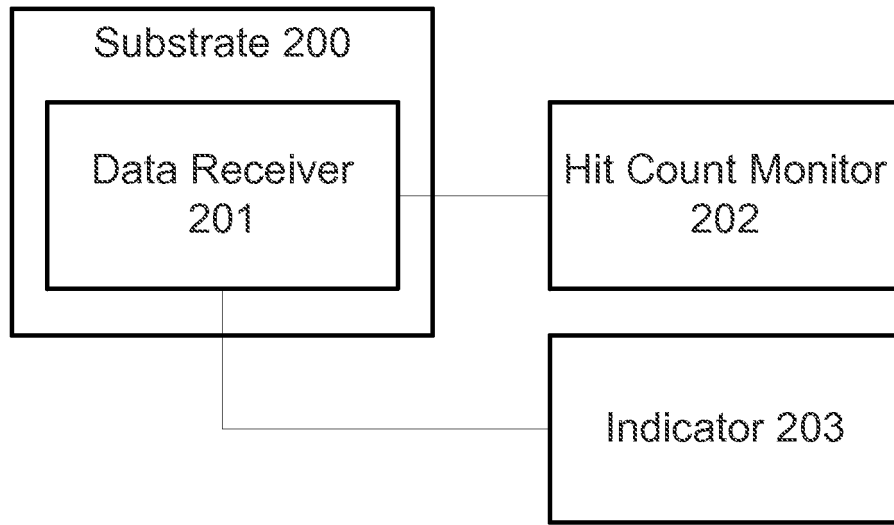 Substrate 200
Data Receiver
201
Hit Count Monitor
202
Indicator 203